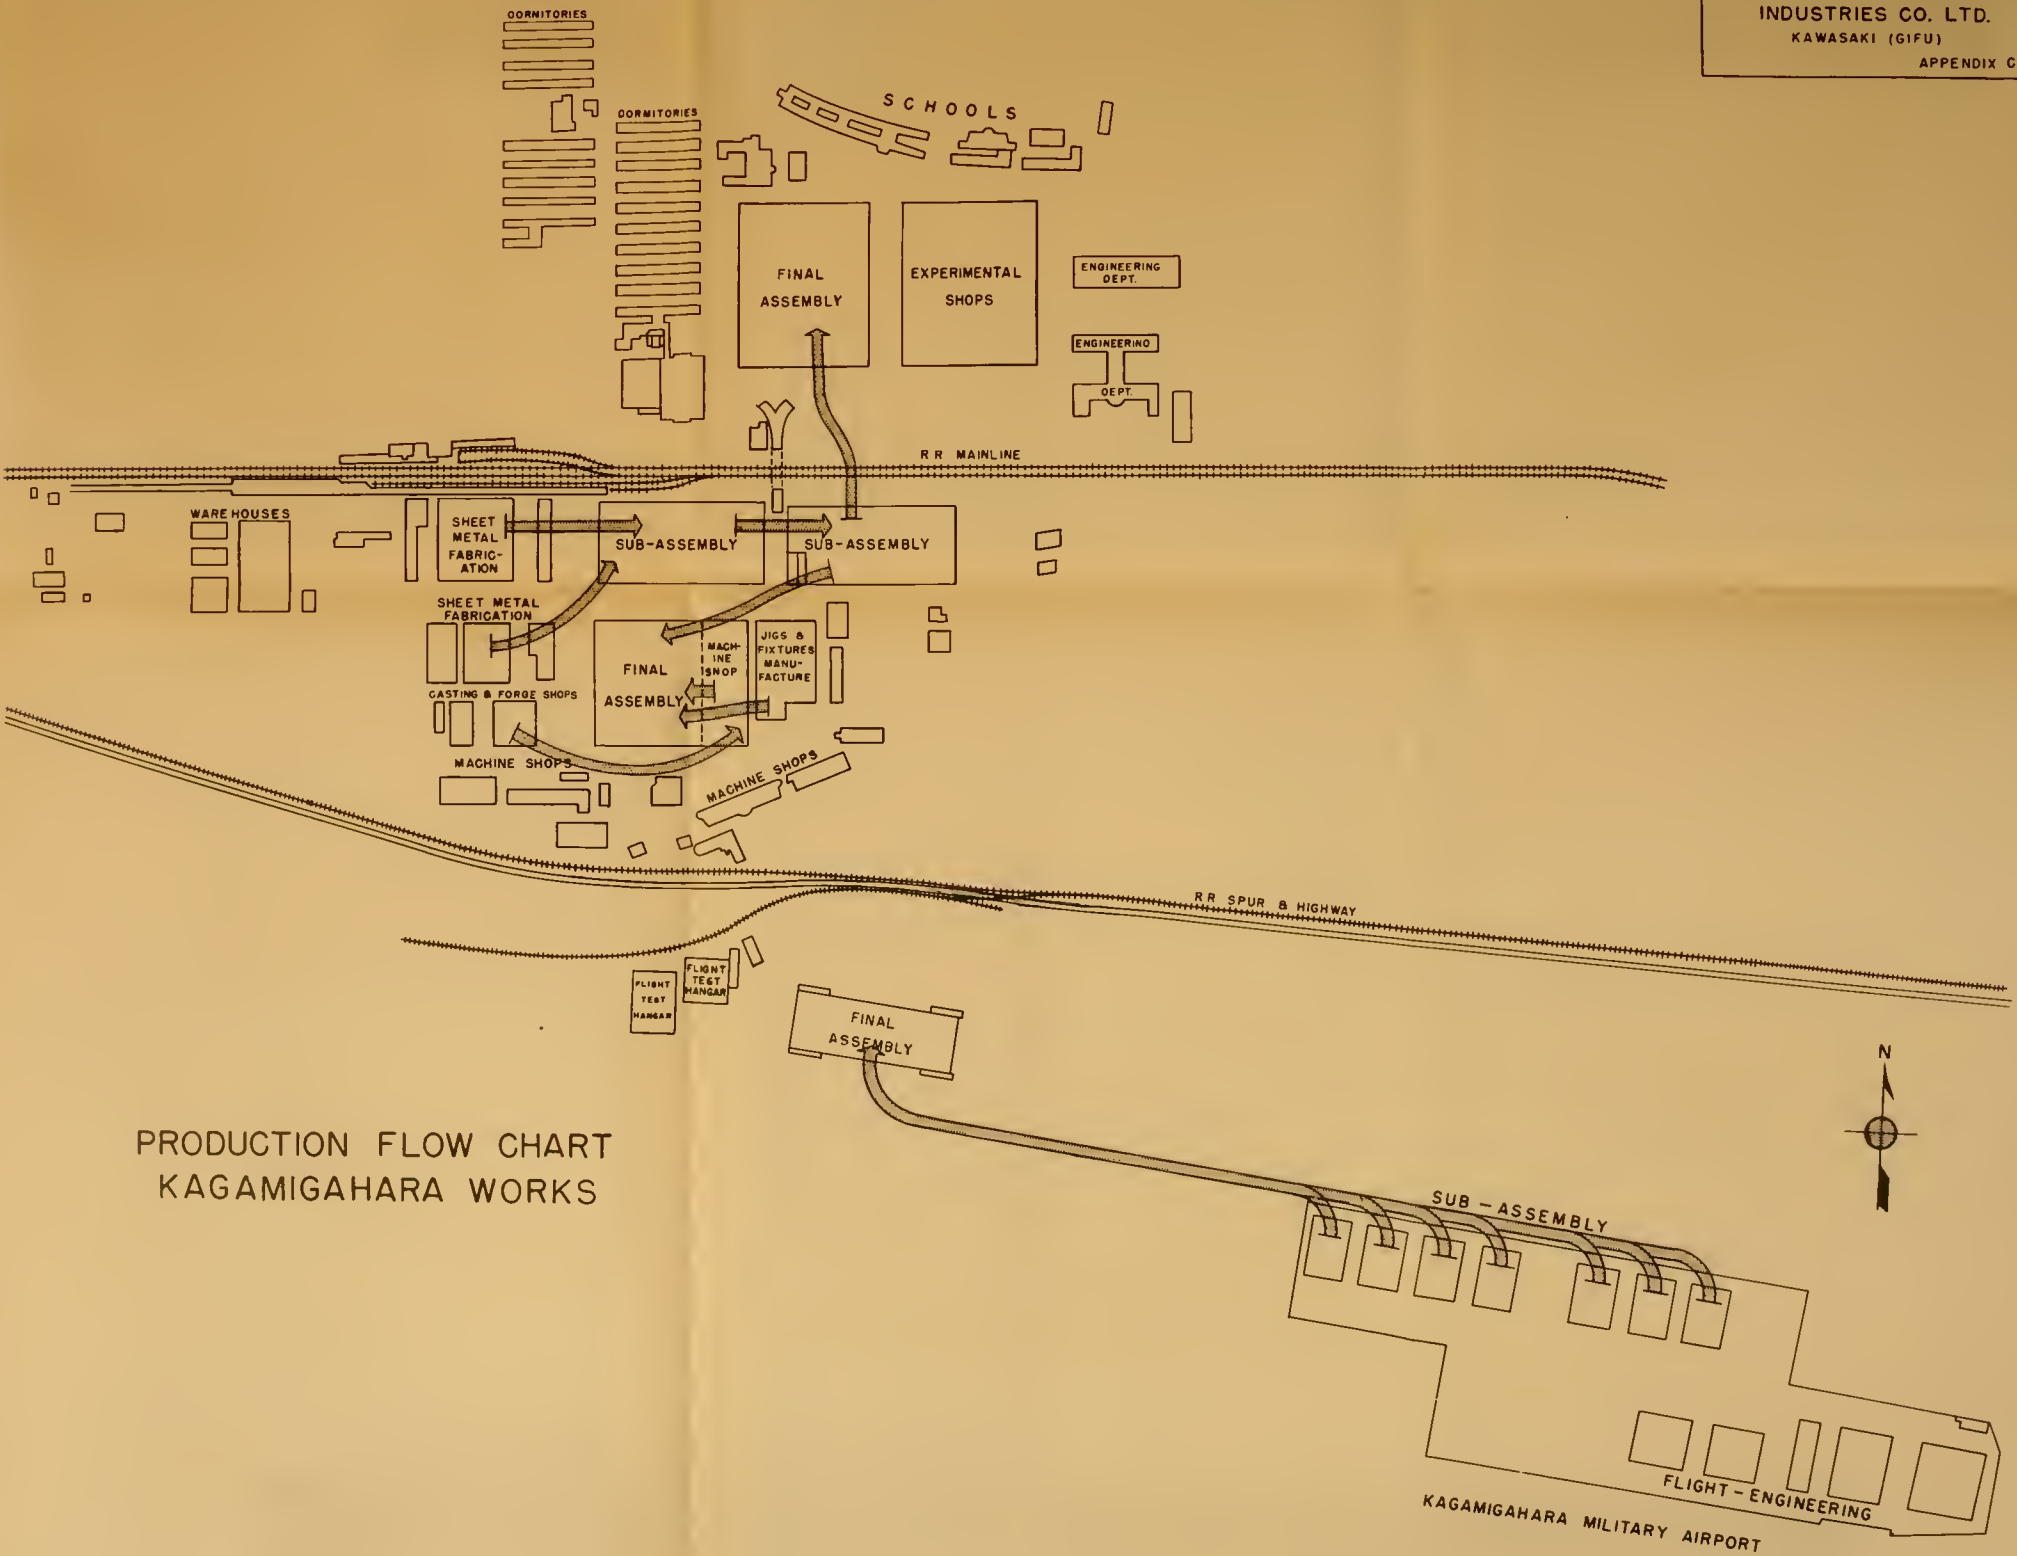 INDUSTRIES CO. LTD.
KAWASAKI (GIFU)
APPENDIX C
DORMITORIES
DORMITORIES
SCHOOLS
FINAL
ASSEMBLY
EXPERIMENTAL
SHOPS
ENGINEERING
DEPT.
ENGINEERING
DEPT.
RR MAINLINE
WAREHOUSES
SHEET
METAL
FABRIC-
ATION
SUB-ASSEMBLY
SUB-ASSEMBLY
SHEET METAL
FABRICATION
FINAL
ASSEMBLY
MACH-
INE
SHOP
JIGS &
FIXTURES
MANU-
FACTURE
CASTING & FORGE SHOPS
MACHINE SHOPS
MACHINE SHOPS
RR SPUR & HIGHWAY
FLIGHT
TEST
HANGAR
FLIGHT
TEST
HANGAR
FINAL
ASSEMBLY
N
PRODUCTION FLOW CHART
KAGAMIGAHARA WORKS
SUB-ASSEMBLY
FLIGHT-ENGINEERING
KAGAMIGAHARA MILITARY AIRPORT